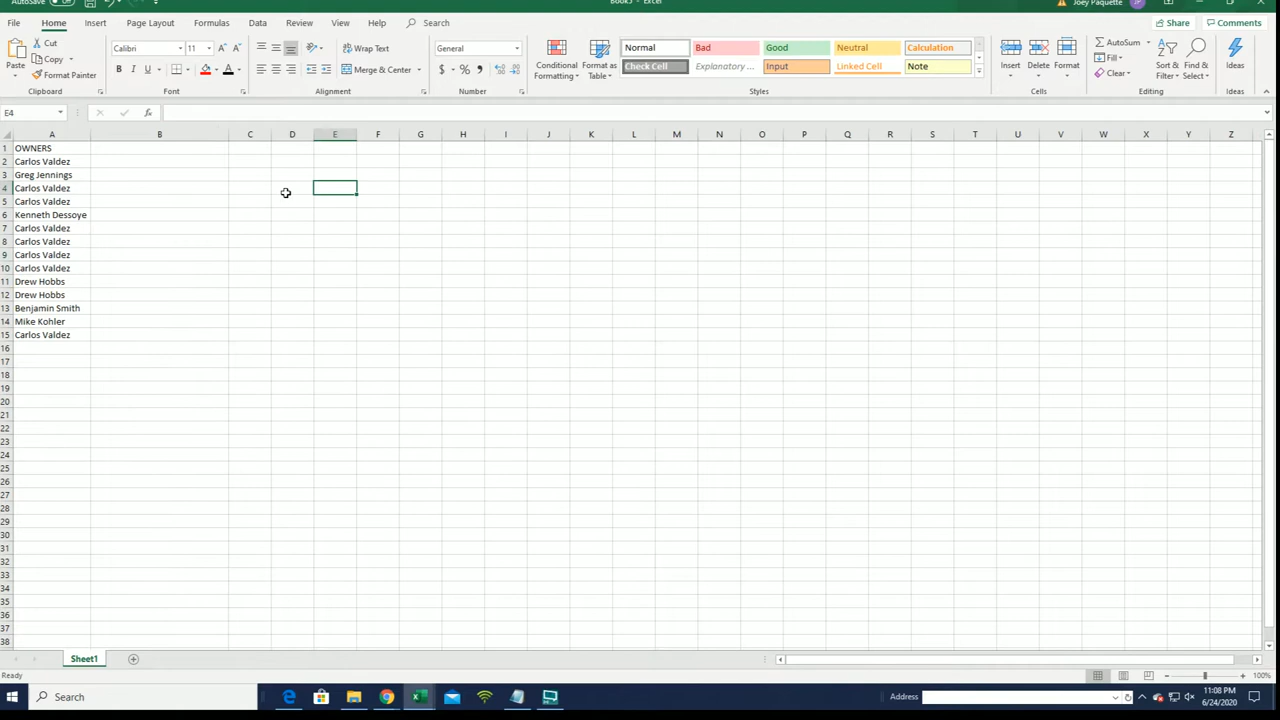 AutoSave Book3 - Excel Joey Paquette JP
File Home Insert Page Layout Formulas Data Review View Help Search Share Comments
Paste Cut Copy Format Painter Clipboard
Calibri 11 A A B I U A Font
ab Wrap Text Merge & Center Alignment
General $ % , Number
Conditional Formatting Format as Table
Normal Bad Good Neutral Calculation
Check Cell Explanatory ... Input Linked Cell Note
Styles
Insert Delete Format Cells
AutoSum Fill Clear Sort & Filter Find & Select Editing
Ideas Ideas
E4 fx
A B C D E F G H I J K L M N O P Q R S T U V W X Y Z
1 OWNERS
2 Carlos Valdez
3 Greg Jennings
4 Carlos Valdez
5 Carlos Valdez
6 Kenneth Dessoye
7 Carlos Valdez
8 Carlos Valdez
9 Carlos Valdez
10 Carlos Valdez
11 Drew Hobbs
12 Drew Hobbs
13 Benjamin Smith
14 Mike Kohler
15 Carlos Valdez
16
17
18
19
20
21
22
23
24
25
26
27
28
29
30
31
32
33
34
35
36
37
38
Sheet1
Ready 100%
Search Address 11:08 PM
6/24/2020